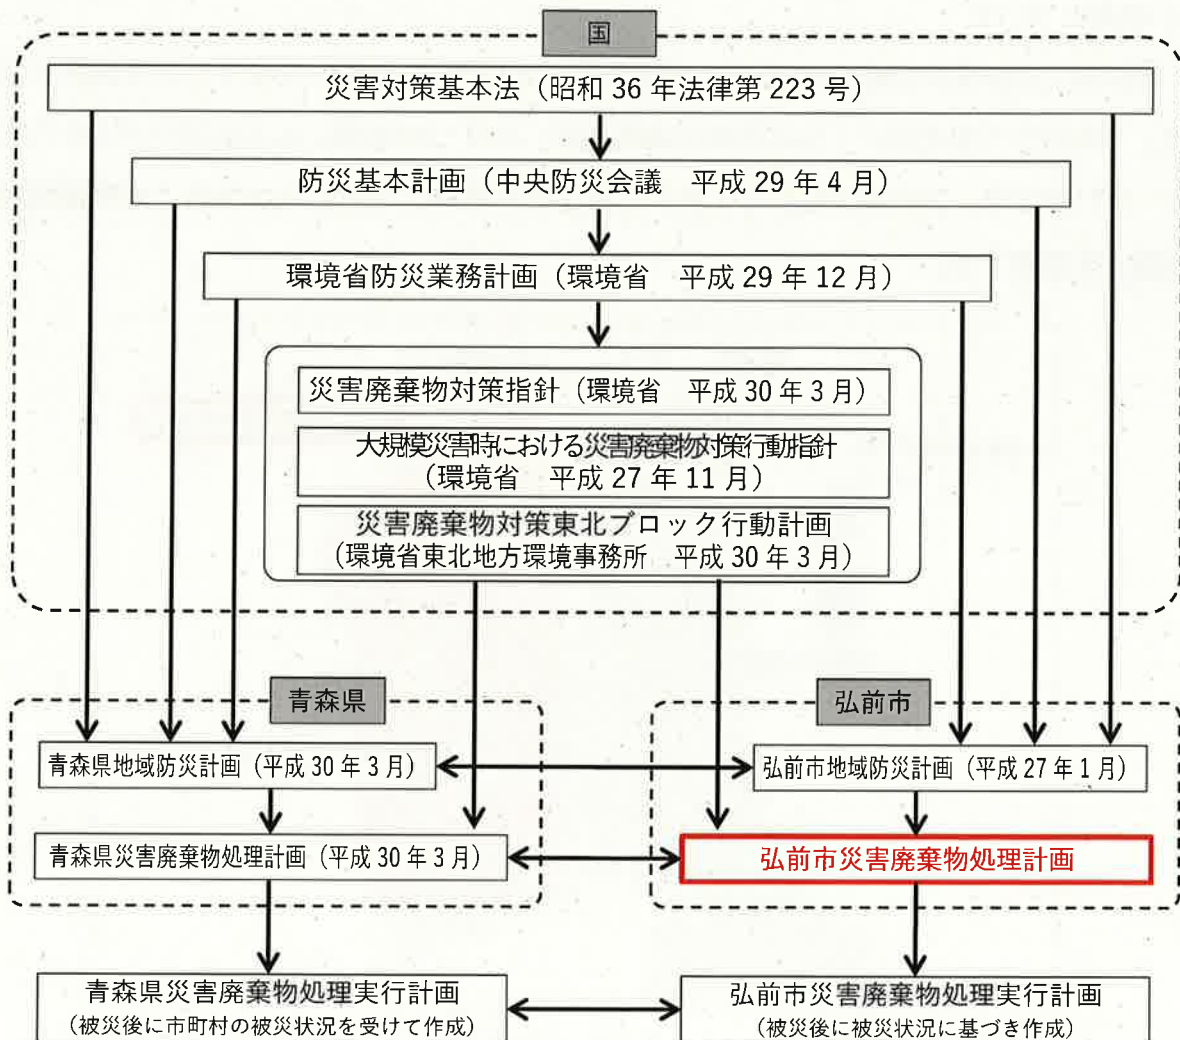 国
災害対策基本法（昭和 36 年法律第 223 号）
防災基本計画（中央防災会議　平成 29 年 4 月）
環境省防災業務計画（環境省　平成 29 年 12 月）
災害廃棄物対策指針（環境省　平成 30 年 3 月）
大規模災害時における災害廃棄物対策行動指針
（環境省　平成 27 年 11 月）
災害廃棄物対策東北ブロック行動計画
（環境省東北地方環境事務所　平成 30 年 3 月）
青森県
青森県地域防災計画（平成 30 年 3 月）
青森県災害廃棄物処理計画（平成 30 年 3 月）
青森県災害廃棄物処理実行計画
（被災後に市町村の被災状況を受けて作成）
弘前市
弘前市地域防災計画（平成 27 年 1 月）
弘前市災害廃棄物処理計画
弘前市災害廃棄物処理実行計画
（被災後に被災状況に基づき作成）